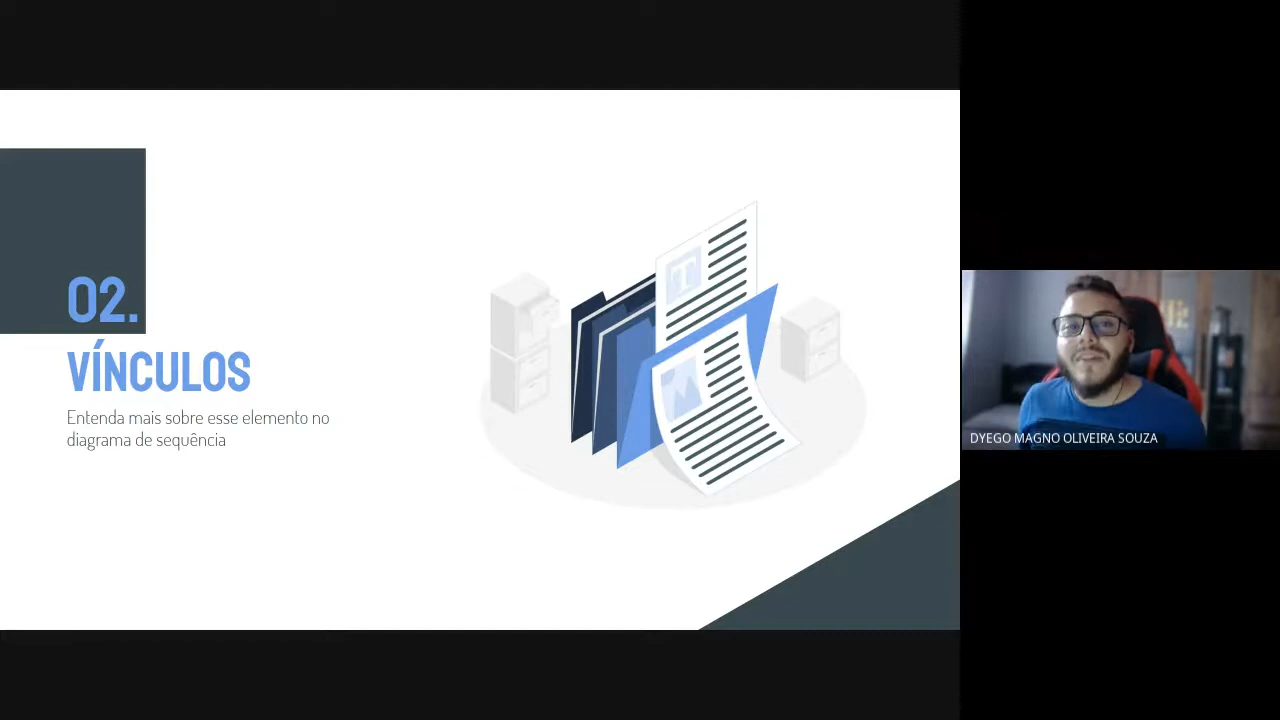 02.
VÍNCULOS
Entenda mais sobre esse elemento no
diagrama de sequência
T
DYEGO MAGNO OLIVEIRA SOUZA